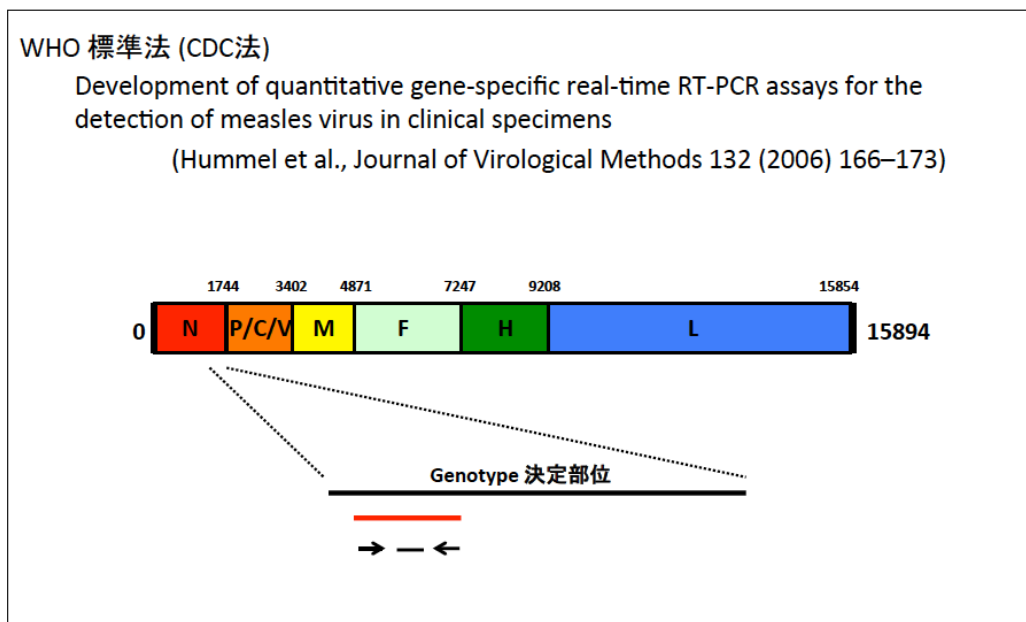 WHO 標準法 (CDC法)
Development of quantitative gene-specific real-time RT-PCR assays for the
detection of measles virus in clinical specimens
(Hummel et al., Journal of Virological Methods 132 (2006) 166–173)
1744 3402 4871 7247 9208 15854
0 N P/C/V M F H L 15894
Genotype 決定部位